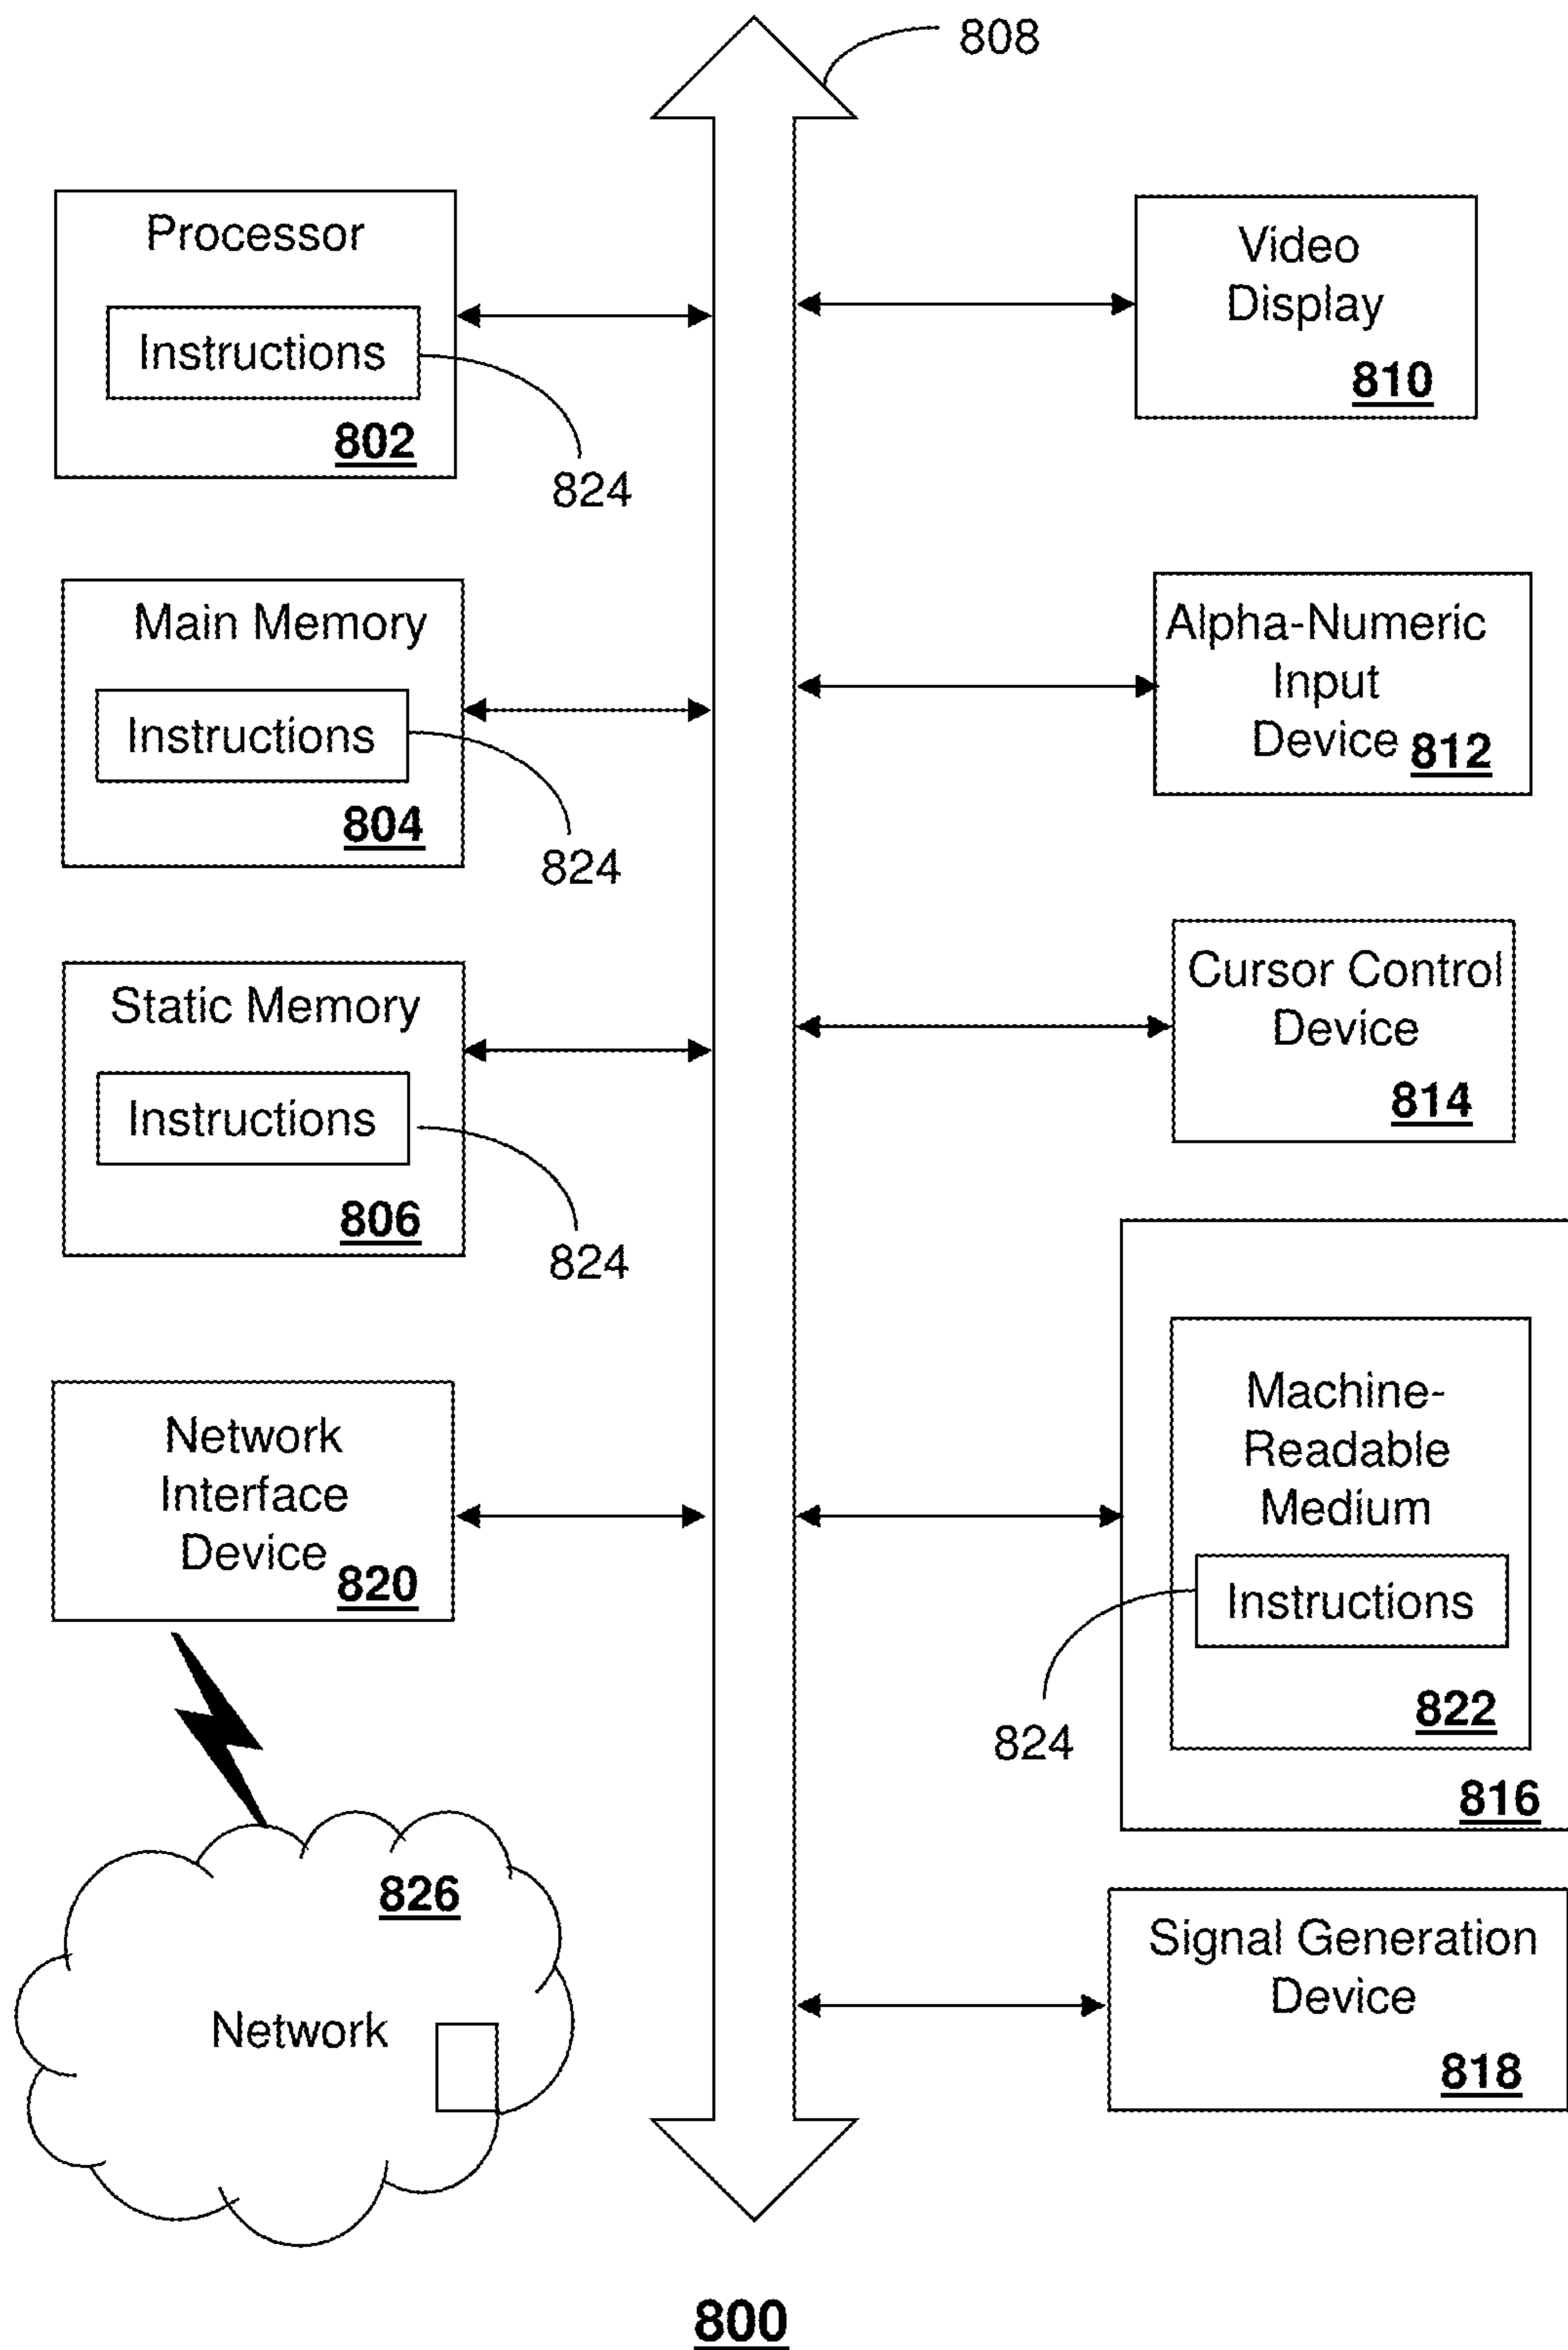 808
Processor
Instructions
802
824
Main Memory
Instructions
804
824
Static Memory
Instructions
806
824
Network
Interface
Device
820
826
Network
Video
Display
810
Alpha-Numeric
Input
Device 812
Cursor Control
Device
814
Machine-
Readable
Medium
Instructions
822
824
816
Signal Generation
Device
818
800